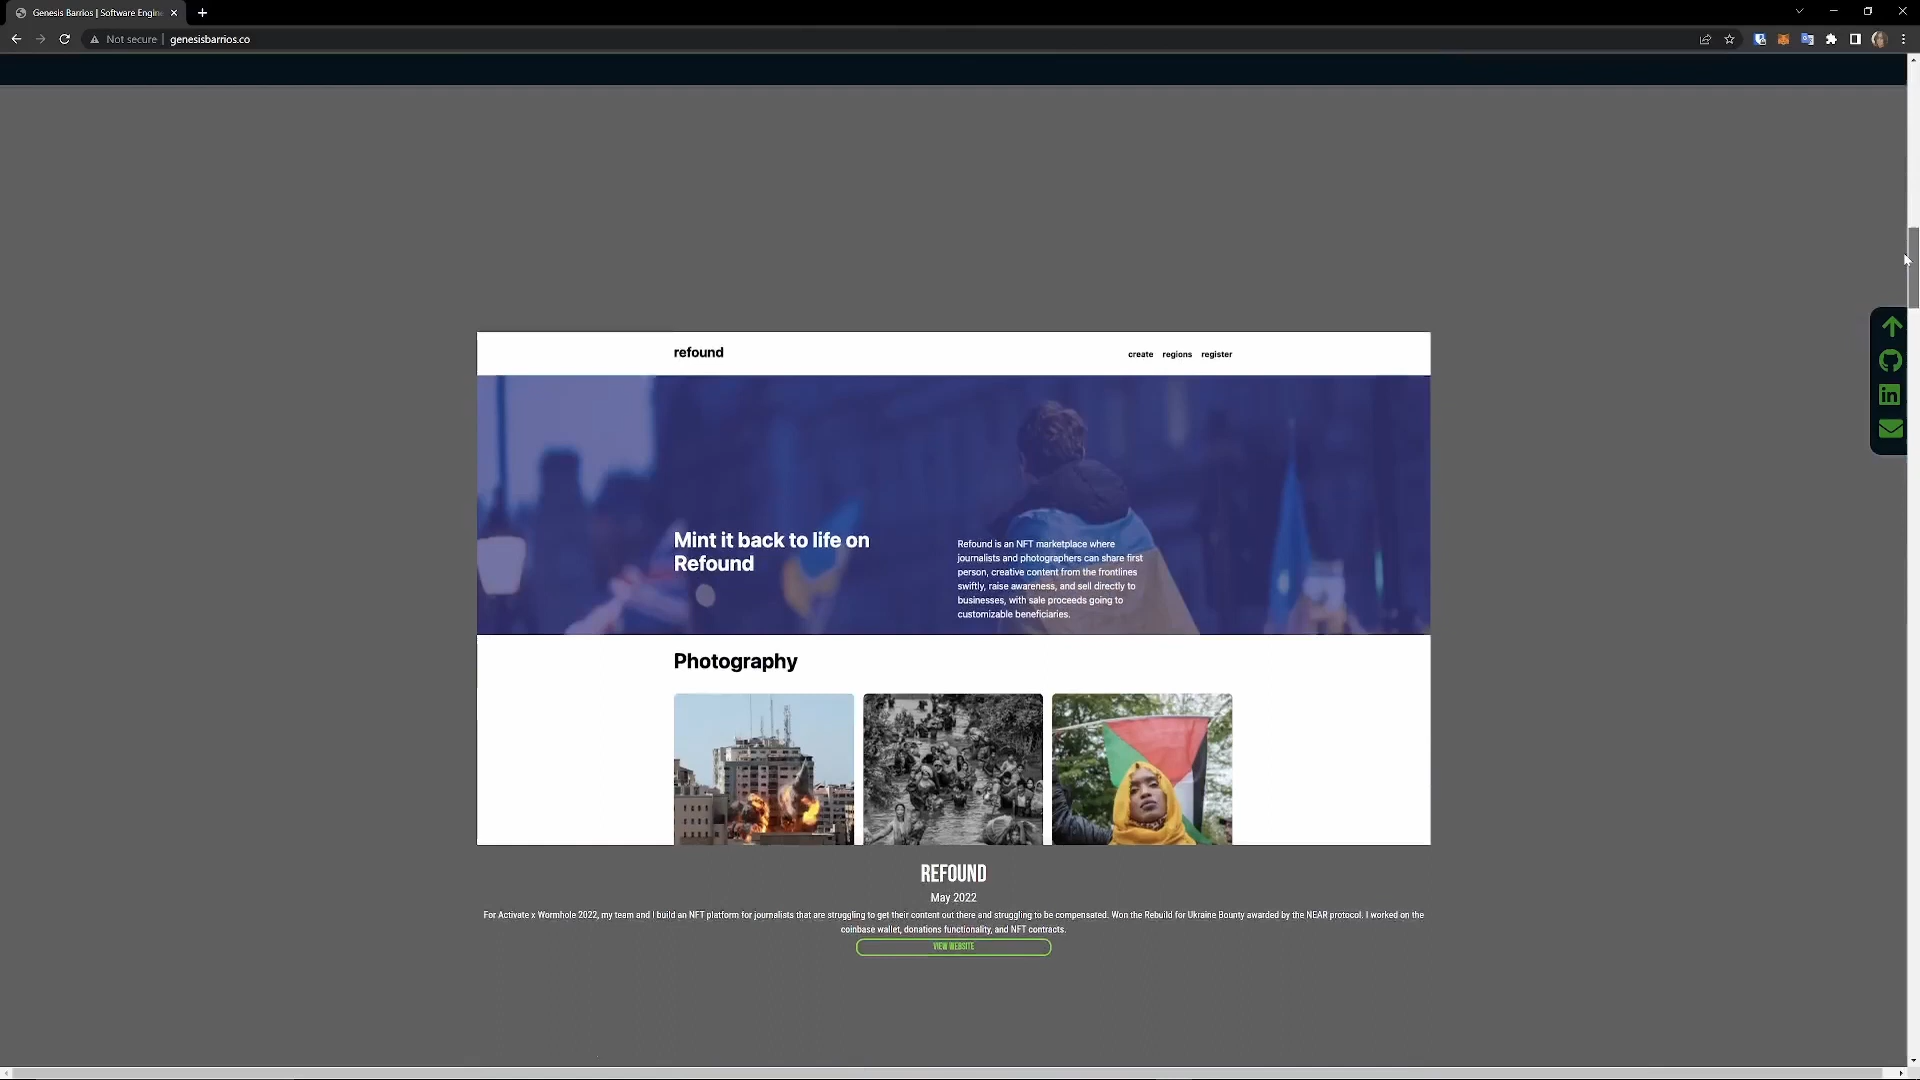 Genesis Barrios | Software Engin
Not secure | genesisbarrios.co
refound
create regions register
Mint it back to life on
Refound
Refound is an NFT marketplace where
journalists and photographers can share first
person, creative content from the frontlines
swiftly, raise awareness, and sell directly to
businesses, with sale proceeds going to
customizable beneficiaries.
Photography
REFOUND
May 2022
For Activate x Wormhole 2022, my team and I build an NFT platform for journalists that are struggling to get their content out there and struggling to be compensated. Won the Rebuild for Ukraine Bounty awarded by the NEAR protocol. I worked on the
coinbase wallet, donations functionality, and NFT contracts.
VIEW WEBSITE